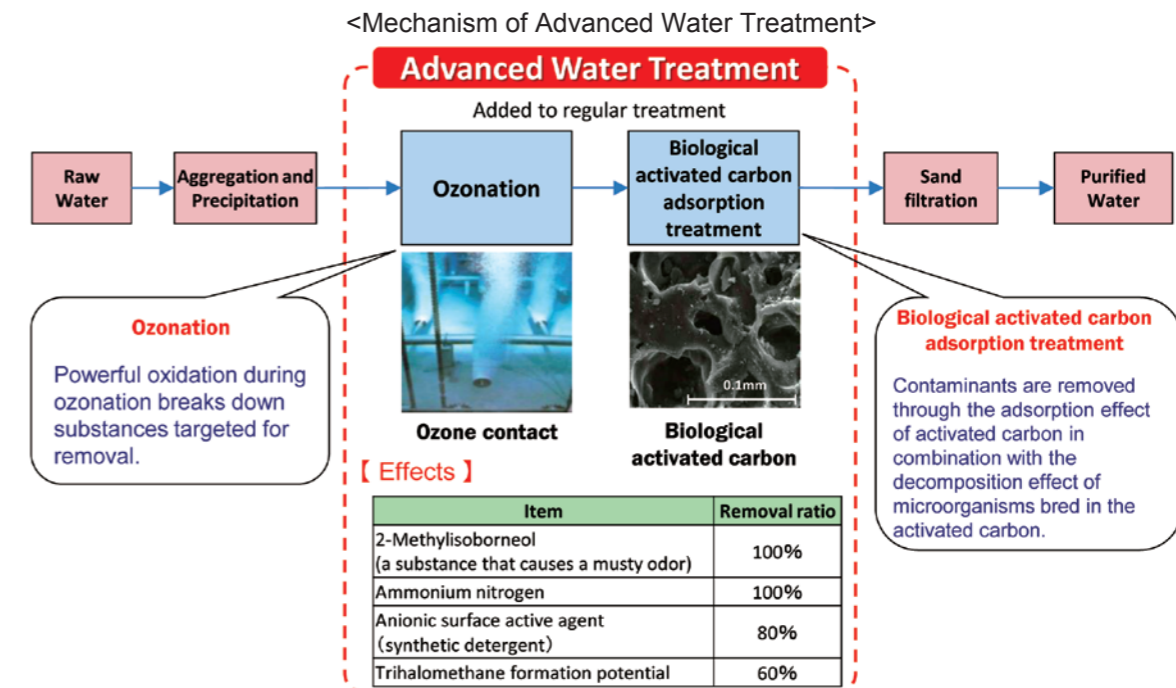 <Mechanism of Advanced Water Treatment>
Advanced Water Treatment
Added to regular treatment
Raw
Water
Aggregation and
Precipitation
Ozonation
Biological
activated carbon
adsorption
treatment
Sand
filtration
Purified
Water
Ozonation
Powerful oxidation during
ozonation breaks down
substances targeted for
removal.
Ozone contact
0.1mm
Biological
activated carbon
Biological activated carbon
adsorption treatment
Contaminants are removed
through the adsorption effect
of activated carbon in
combination with the
decomposition effect of
microorganisms bred in the
activated carbon.
【 Effects 】
Item Removal ratio
2-Methylisoborneol
(a substance that causes a musty odor) 100%
Ammonium nitrogen 100%
Anionic surface active agent
（synthetic detergent） 80%
Trihalomethane formation potential 60%